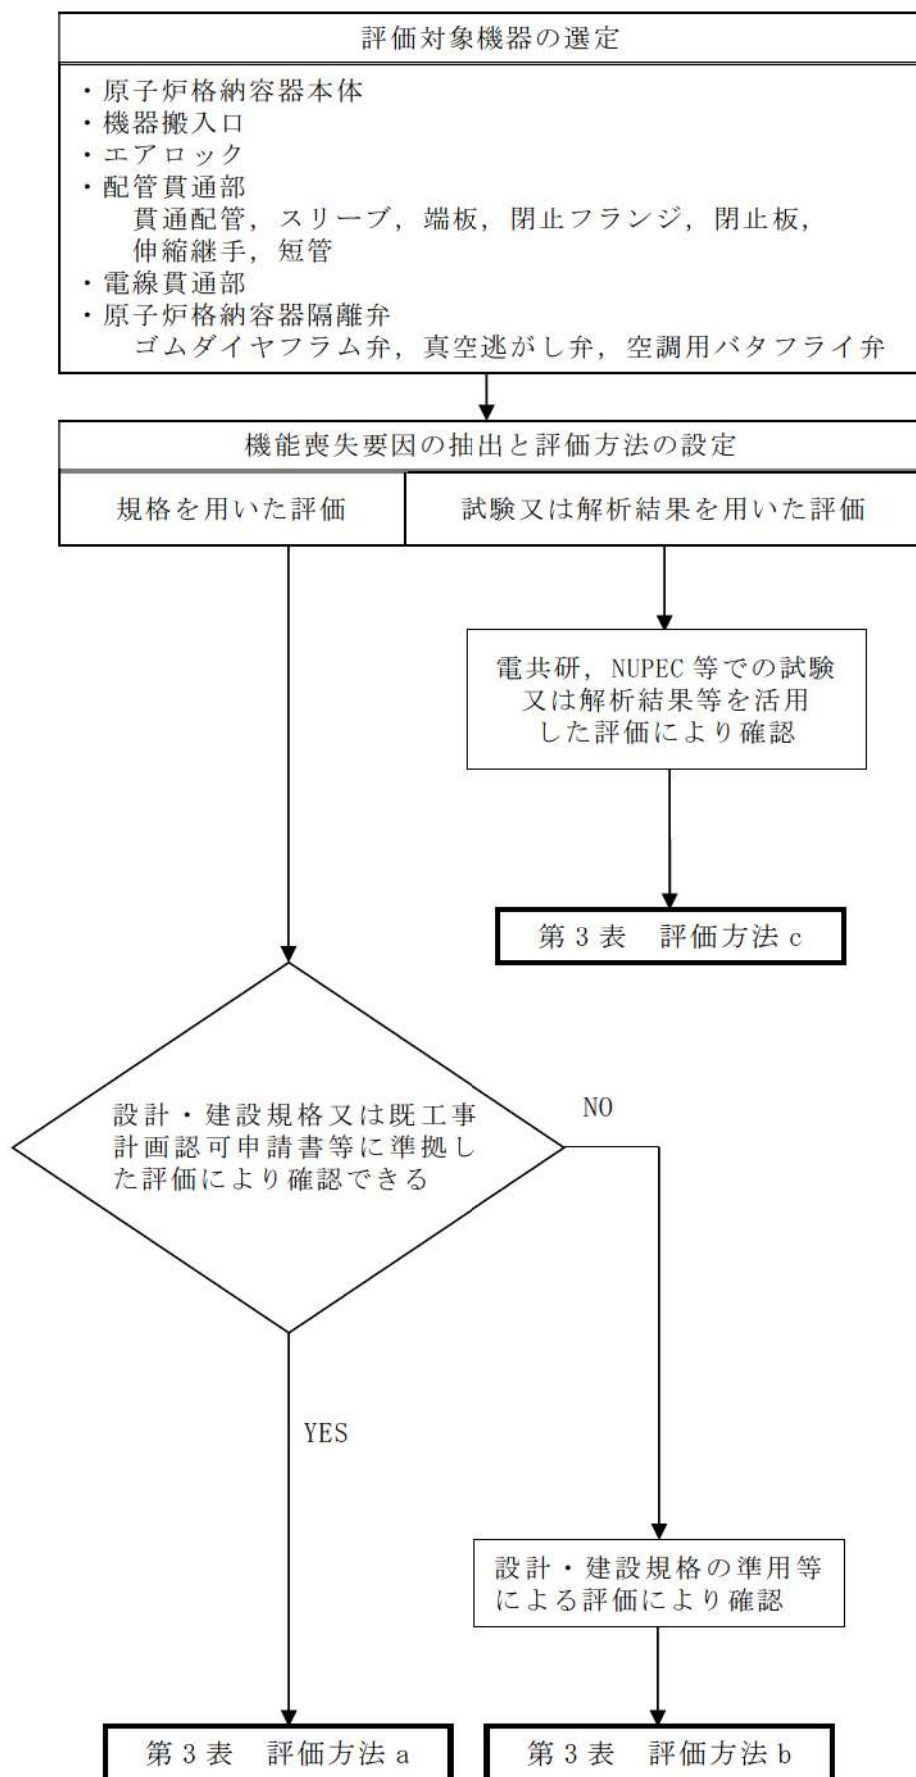 評価対象機器の選定
・原子炉格納容器本体
・機器搬入口
・エアロック
・配管貫通部
貫通配管，スリーブ，端板，閉止フランジ，閉止板，
伸縮継手，短管
・電線貫通部
・原子炉格納容器隔離弁
ゴムダイヤフラム弁，真空逃がし弁，空調用バタフライ弁
機能喪失要因の抽出と評価方法の設定
規格を用いた評価
試験又は解析結果を用いた評価
電共研，NUPEC 等での試験
又は解析結果等を活用
した評価により確認
第 3 表　評価方法 c
設計・建設規格又は既工事
計画認可申請書等に準拠し
た評価により確認できる
NO
YES
設計・建設規格の準用等
による評価により確認
第 3 表　評価方法 a
第 3 表　評価方法 b